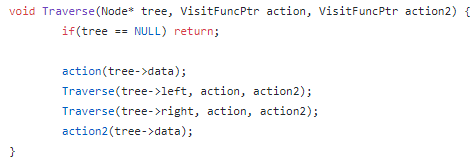 void Traverse(Node* tree, VisitFuncPtr action, VisitFuncPtr action2) {
if(tree == NULL) return;
action(tree->data);
Traverse(tree->left, action, action2);
Traverse(tree->right, action, action2);
action2(tree->data);
}